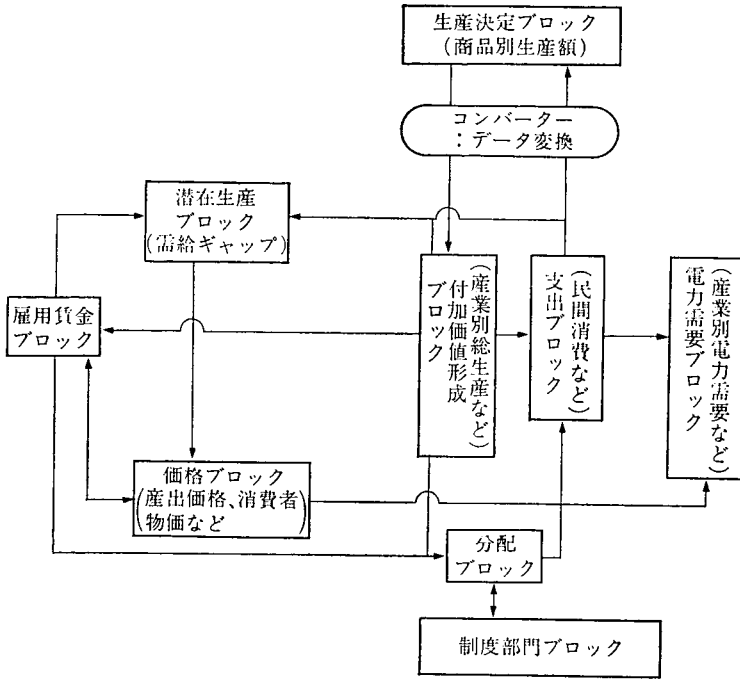 生産決定ブロック
(商品別生産額)
コンバーター
:データ変換
潜在生産
ブロック
(需給ギャップ)
雇用賃金
ブロック
付加価値形成
ブロック
(産業別総生産など)
支出ブロック
(民間消費など)
電力需要ブロック
(産業別電力需要など)
価格ブロック
(産出価格、消費者
物価など)
分配
ブロック
制度部門ブロック